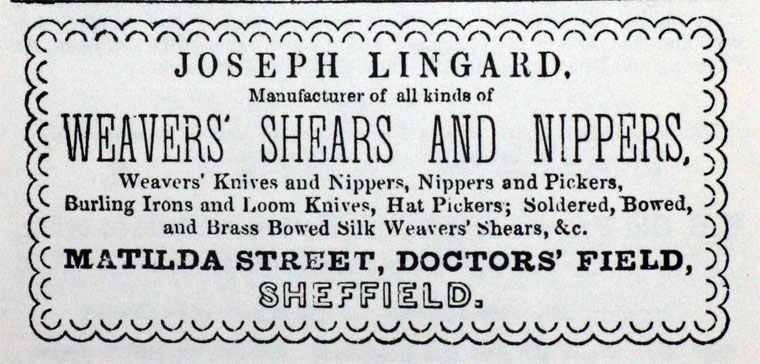 JOSEPH LINGARD,
Manufacturer of all kinds of
WEAVERS' SHEARS AND NIPPERS,
Weavers' Knives and Nippers, Nippers and Pickers,
Burling Irons and Loom Knives, Hat Pickers; Soldered, Bowed,
and Brass Bowed Silk Weavers' Shears, &c.
MATILDA STREET, DOCTORS' FIELD,
SHEFFIELD.